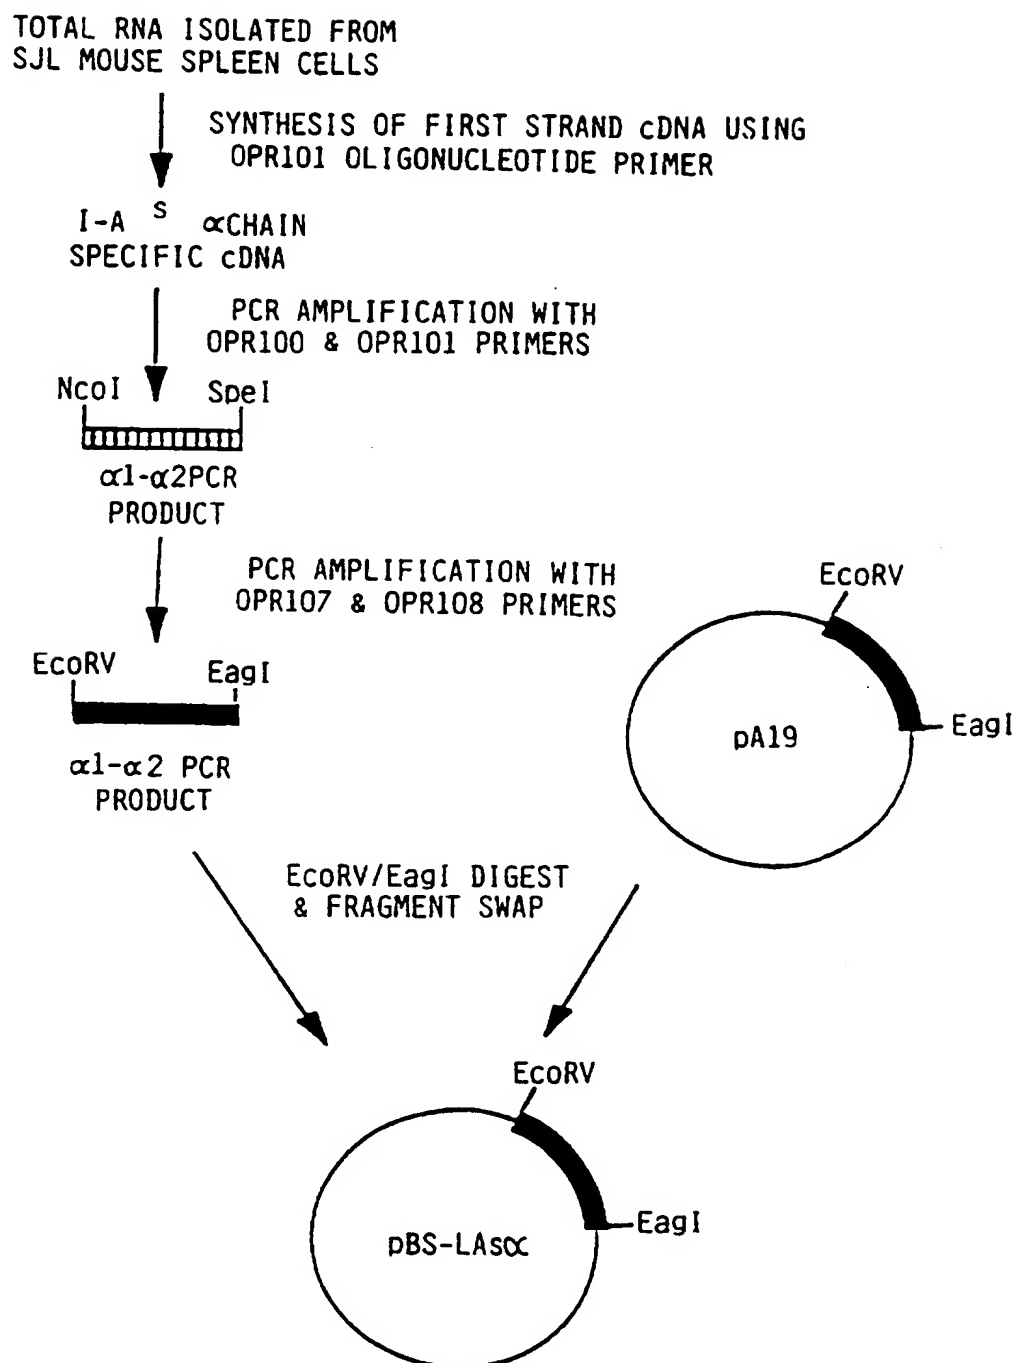 TOTAL RNA ISOLATED FROM
SJL MOUSE SPLEEN CELLS
SYNTHESIS OF FIRST STRAND cDNA USING
OPR101 OLIGONUCLEOTIDE PRIMER
I-A S αCHAIN
SPECIFIC cDNA
PCR AMPLIFICATION WITH
OPR100 & OPR101 PRIMERS
NcoI SpeI
α1-α2PCR
PRODUCT
PCR AMPLIFICATION WITH
OPR107 & OPR108 PRIMERS
EcoRV EagI
α1-α2 PCR
PRODUCT
EcoRV
EagI
pA19
EcoRV/EagI DIGEST
& FRAGMENT SWAP
EcoRV
EagI
pBS-LAsα